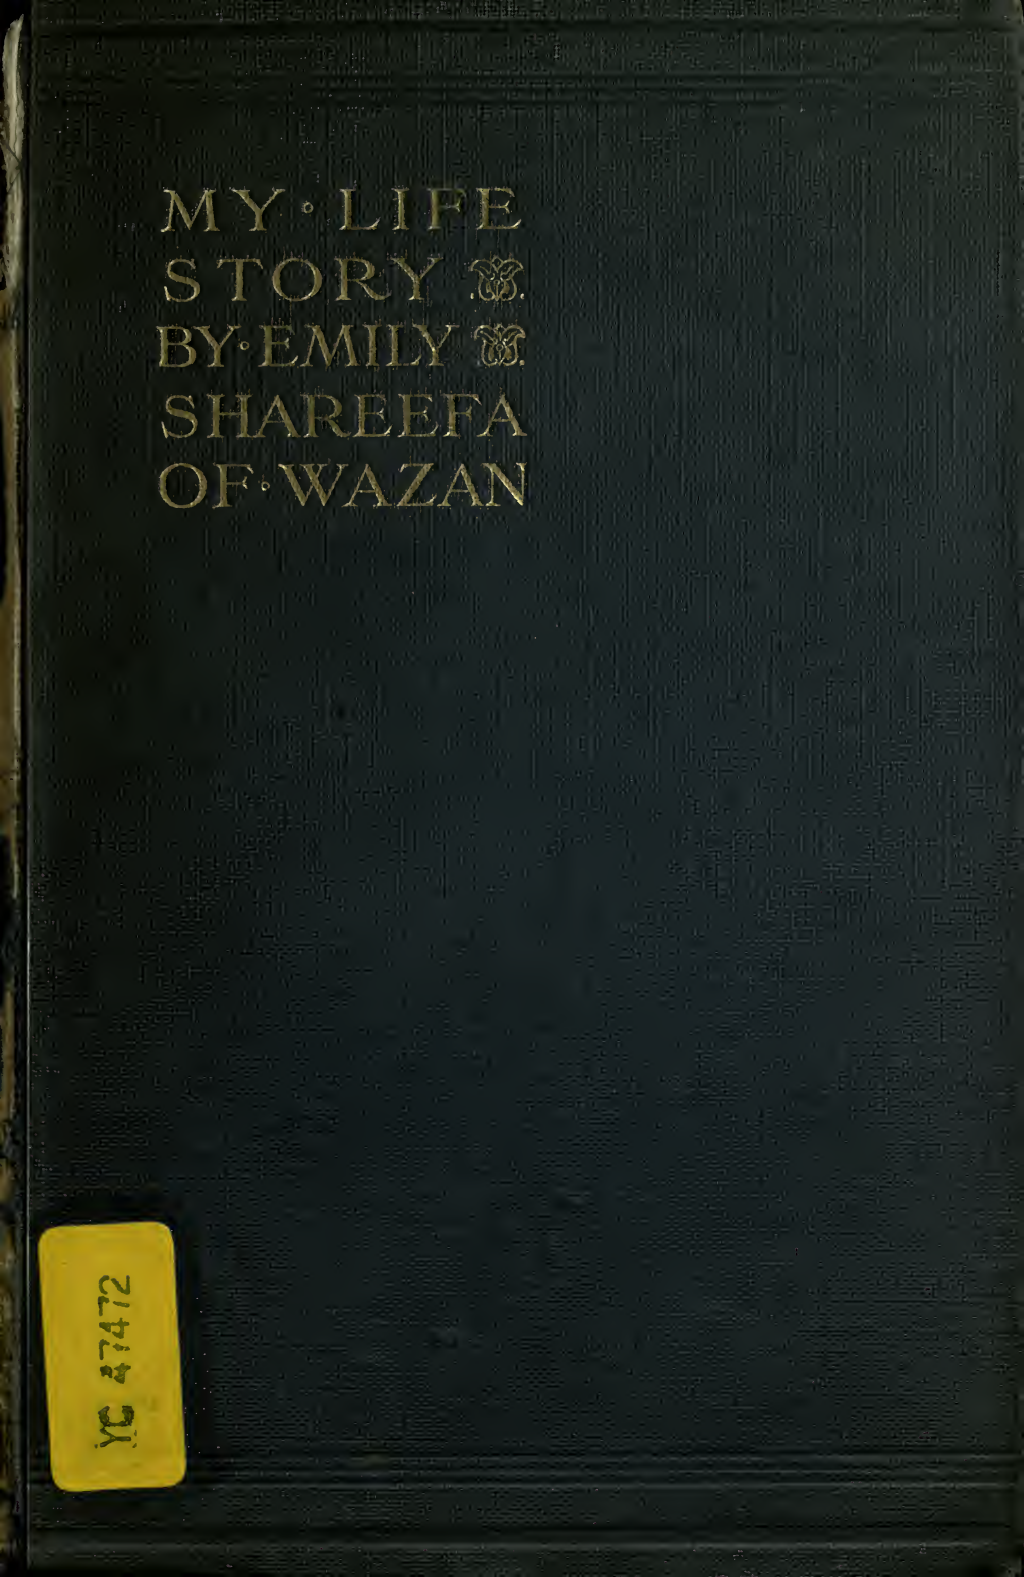 MY · LIFE
STORY
BY · EMILY
SHAREEFA
OF · WAZAN
YC 47472